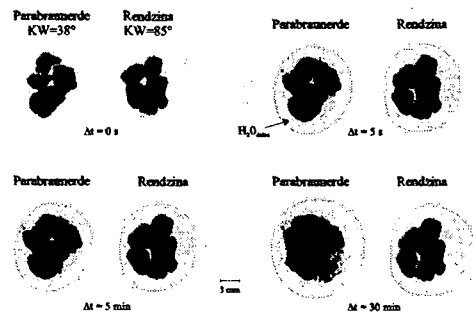 Parabraunerde Rendzina
KW=38° KW=85°
Δt = 0 s
Parabraunerde Rendzina
H₂O
Δt = 5 s
Parabraunerde Rendzina
Δt = 5 min
3 mm
Parabraunerde Rendzina
Δt = 30 min